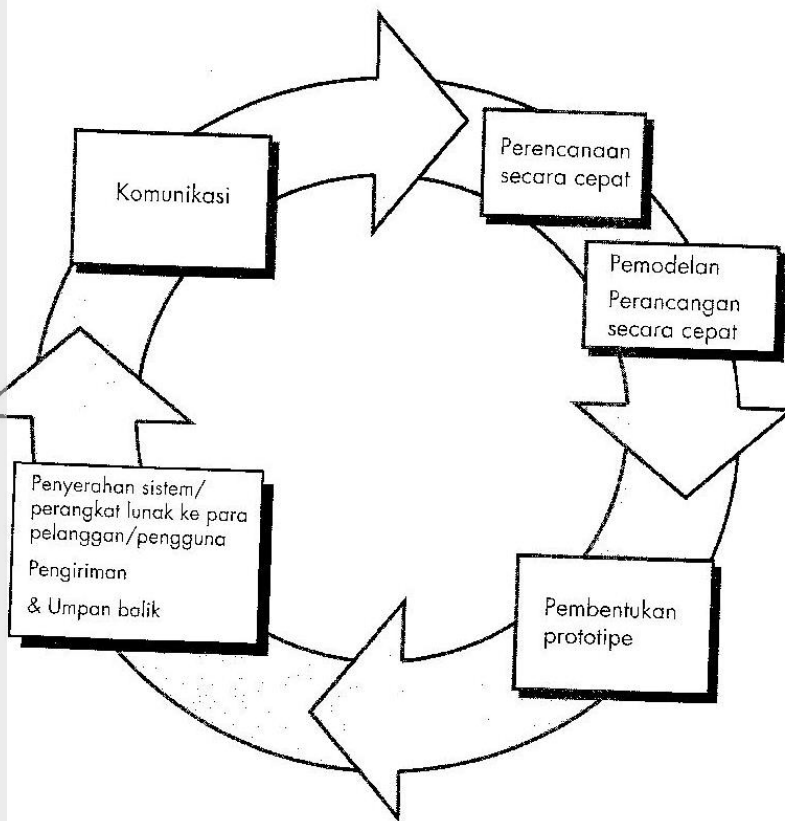 Komunikasi
Perencanaan
secara cepat
Pemodelan
Perancangan
secara cepat
Pembentukan
prototipe
Penyerahan sistem/
perangkat lunak ke para
pelanggan/pengguna
Pengiriman
& Umpan balik